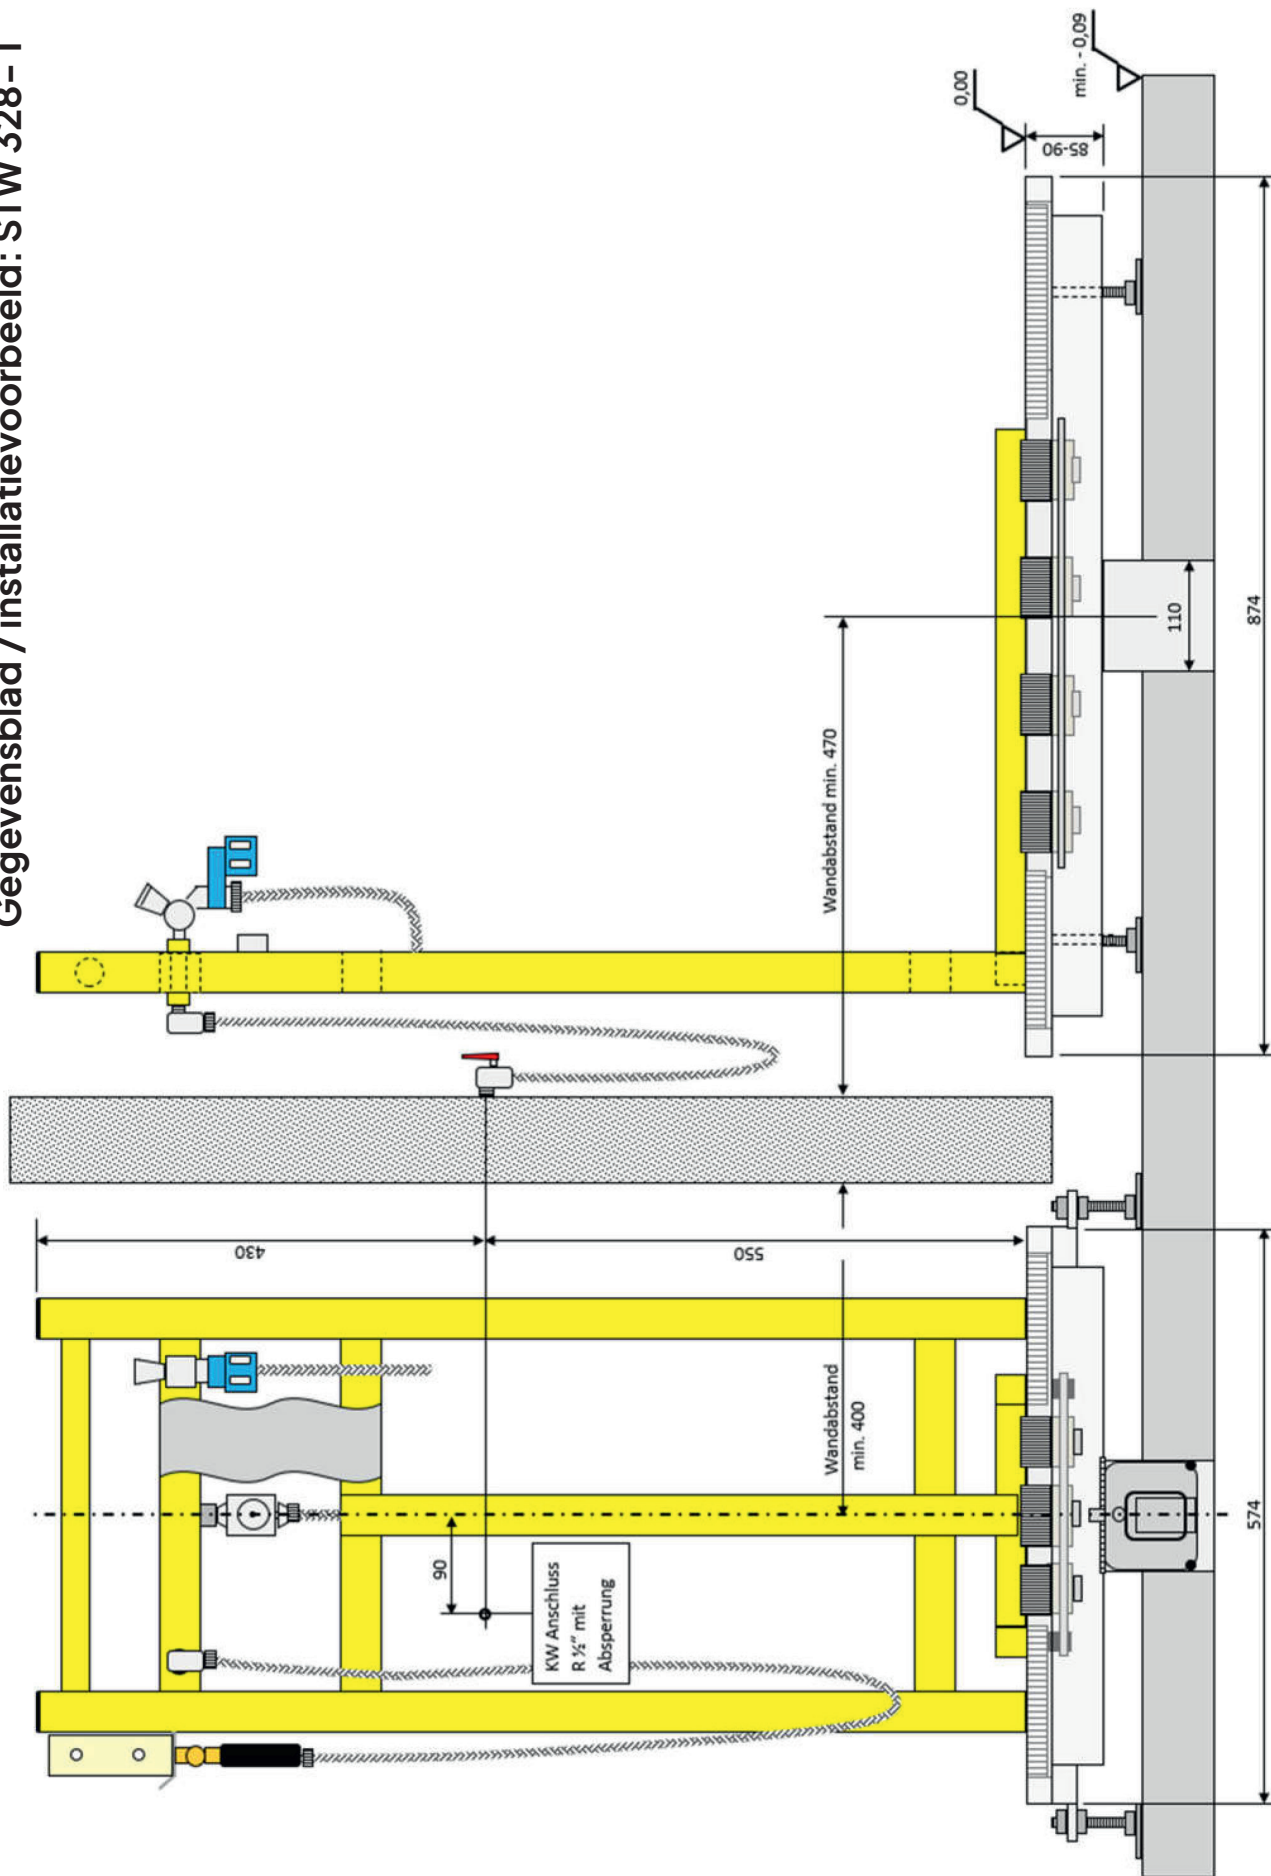 Gegevensblad / installatievoorbeeld: STW 328-1
430
550
90
KW Anschluss
R ½" mit
Absperrung
Wandabstand
min. 400
Wandabstand min. 470
0,00
min. - 0,09
85-90
110
574
874